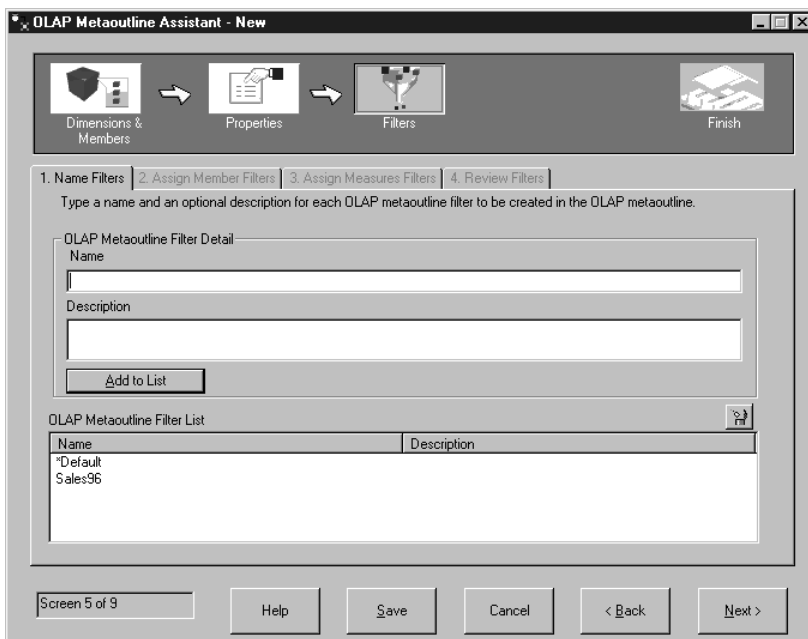 OLAP Metaoutline Assistant - New
Dimensions &
Members
Properties
Filters
Finish
1. Name Filters
2. Assign Member Filters
3. Assign Measures Filters
4. Review Filters
Type a name and an optional description for each OLAP metaoutline filter to be created in the OLAP metaoutline.
OLAP Metaoutline Filter Detail
Name
Description
Add to List
OLAP Metaoutline Filter List
Name Description
*Default
Sales96
Screen 5 of 9
Help
Save
Cancel
< Back
Next >